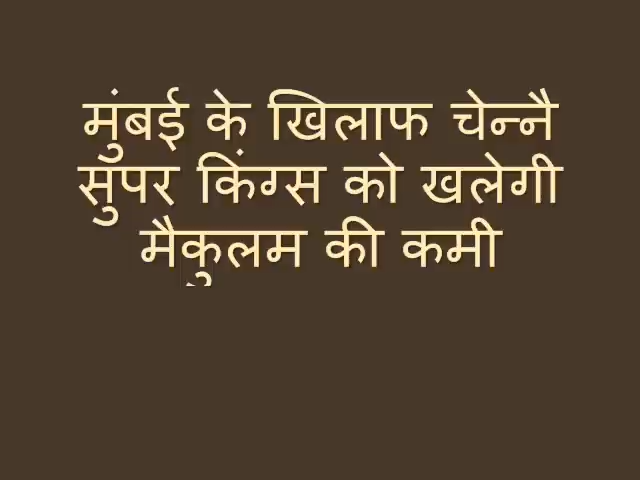 मुंबई के खिलाफ चेन्नै
सुपर किंग्स को खलेगी
मैकुलम की कमी